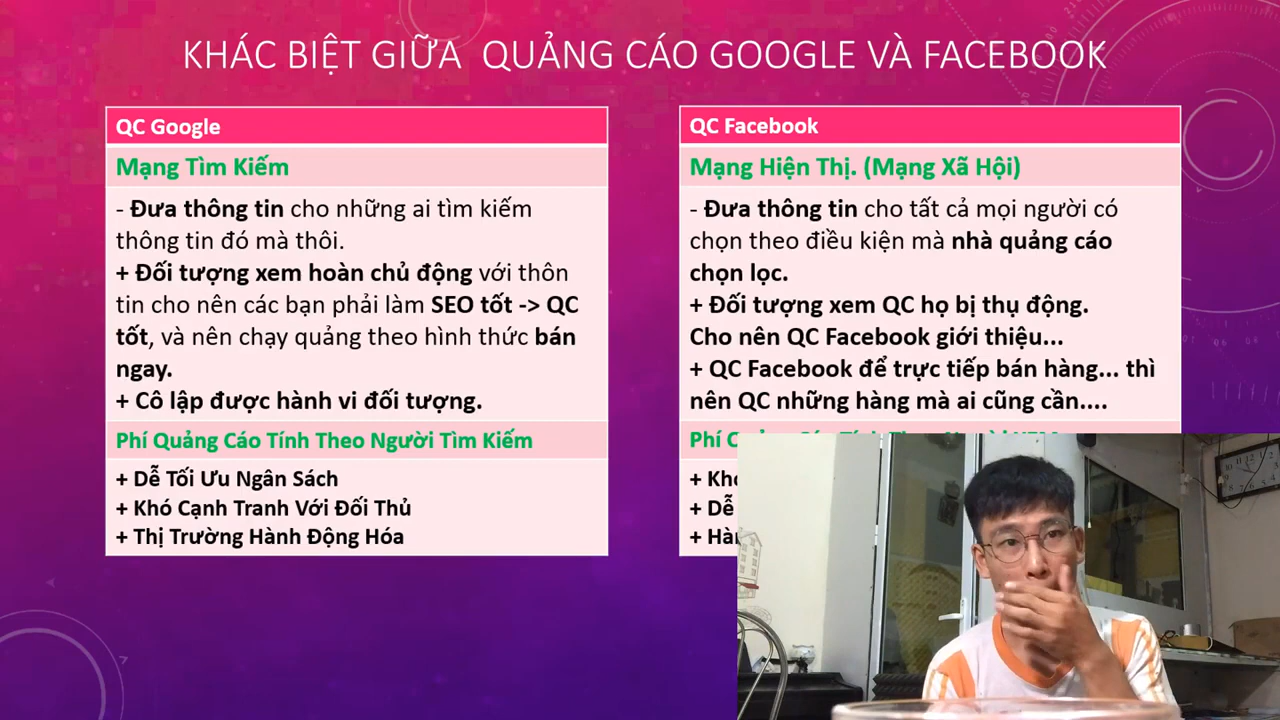 KHÁC BIỆT GIỮA QUẢNG CÁO GOOGLE VÀ FACEBOOK
QC Google
Mạng Tìm Kiếm
- Đưa thông tin cho những ai tìm kiếm
thông tin đó mà thôi.
+ Đối tượng xem hoàn chủ động với thôn
tin cho nên các bạn phải làm SEO tốt -> QC
tốt, và nên chạy quảng theo hình thức bán
ngay.
+ Cô lập được hành vi đối tượng.
Phí Quảng Cáo Tính Theo Người Tìm Kiếm
+ Dễ Tối Ưu Ngân Sách
+ Khó Cạnh Tranh Với Đối Thủ
+ Thị Trường Hành Động Hóa
QC Facebook
Mạng Hiện Thị. (Mạng Xã Hội)
- Đưa thông tin cho tất cả mọi người có
chọn theo điều kiện mà nhà quảng cáo
chọn lọc.
+ Đối tượng xem QC họ bị thụ động.
Cho nên QC Facebook giới thiệu...
+ QC Facebook để trực tiếp bán hàng... thì
nên QC những hàng mà ai cũng cần....
Phí
+
+ Dễ
+